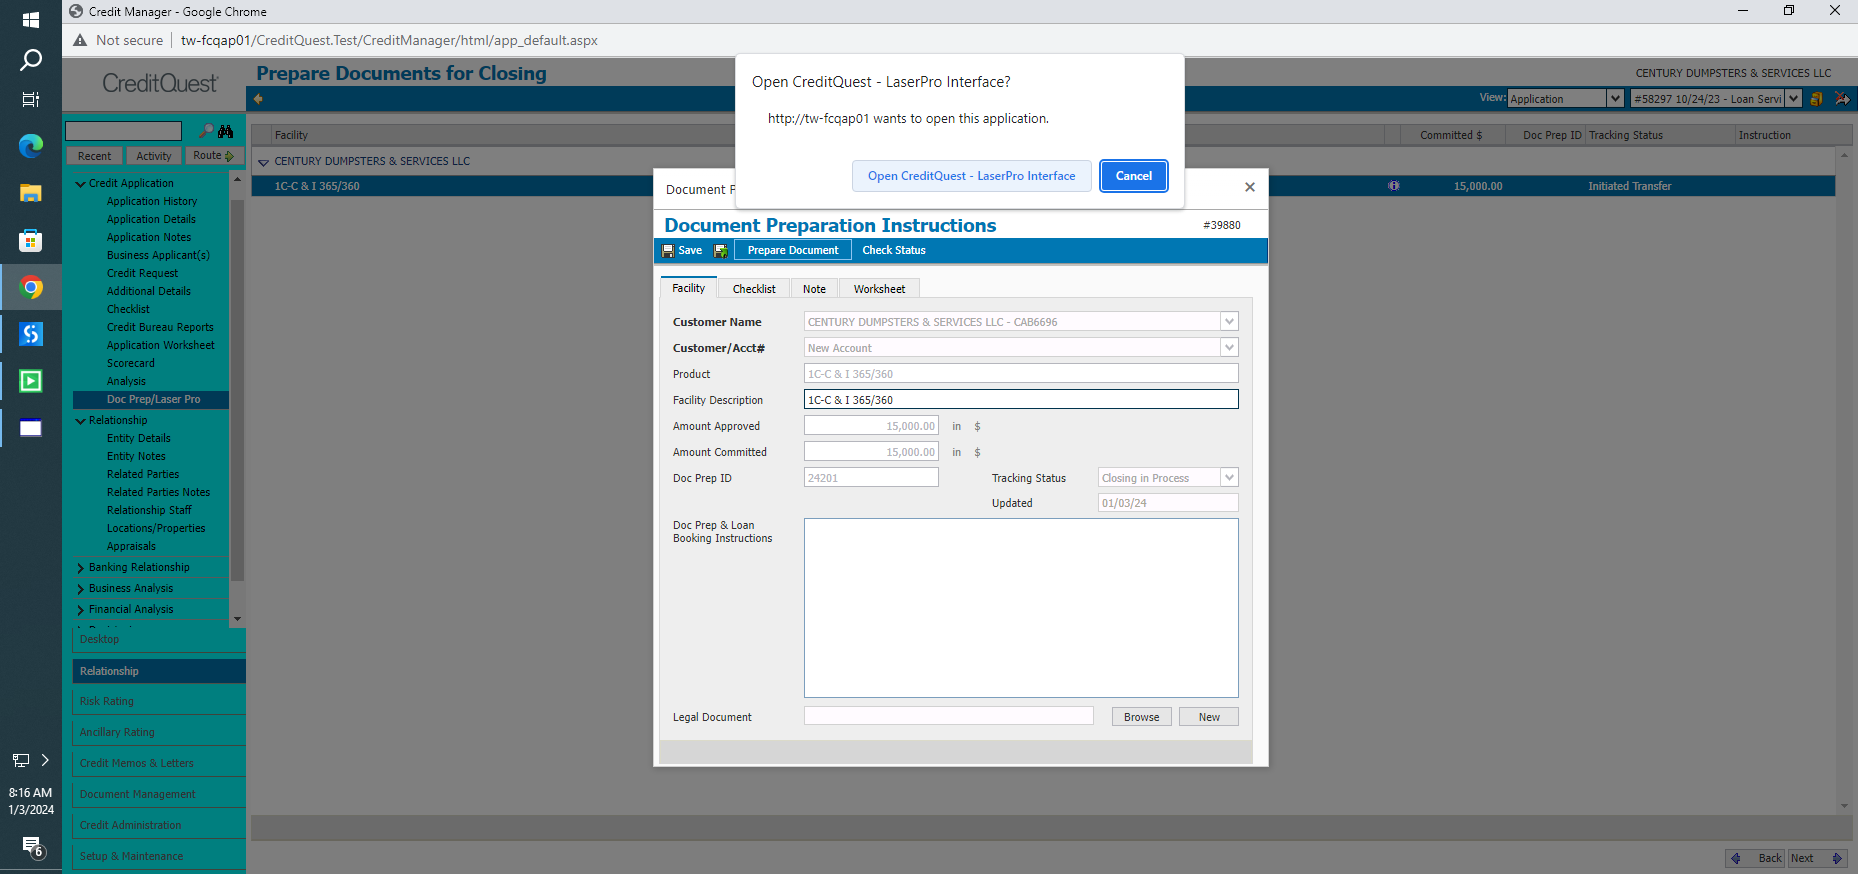 Credit Manager - Google Chrome
Not secure tw-fcqap01/CreditQuest.Test/CreditManager/html/app_default.aspx
CreditQuest
Prepare Documents for Closing
CENTURY DUMPSTERS & SERVICES LLC
View: Application #58297 10/24/23 - Loan Servi
Open CreditQuest - LaserPro Interface?
http://tw-fcqap01 wants to open this application.
Open CreditQuest - LaserPro Interface Cancel
Recent Activity Route
Facility Committed $ Doc Prep ID Tracking Status Instruction
CENTURY DUMPSTERS & SERVICES LLC
1C-C & I 365/360 15,000.00 Initiated Transfer
Credit Application
Application History
Application Details
Application Notes
Business Applicant(s)
Credit Request
Additional Details
Checklist
Credit Bureau Reports
Application Worksheet
Scorecard
Analysis
Doc Prep/Laser Pro
Relationship
Entity Details
Entity Notes
Related Parties
Related Parties Notes
Relationship Staff
Locations/Properties
Appraisals
Banking Relationship
Business Analysis
Financial Analysis
Desktop
Relationship
Risk Rating
Ancillary Rating
Credit Memos & Letters
Document Management
Credit Administration
Setup & Maintenance
Document
Document Preparation Instructions #39880
Save Prepare Document Check Status
Facility Checklist Note Worksheet
Customer Name CENTURY DUMPSTERS & SERVICES LLC - CAB6696
Customer/Acct# New Account
Product 1C-C & I 365/360
Facility Description 1C-C & I 365/360
Amount Approved 15,000.00 in $
Amount Committed 15,000.00 in $
Doc Prep ID 24201 Tracking Status Closing in Process
Updated 01/03/24
Doc Prep & Loan
Booking Instructions
Legal Document Browse New
Back Next
8:16 AM
1/3/2024
6